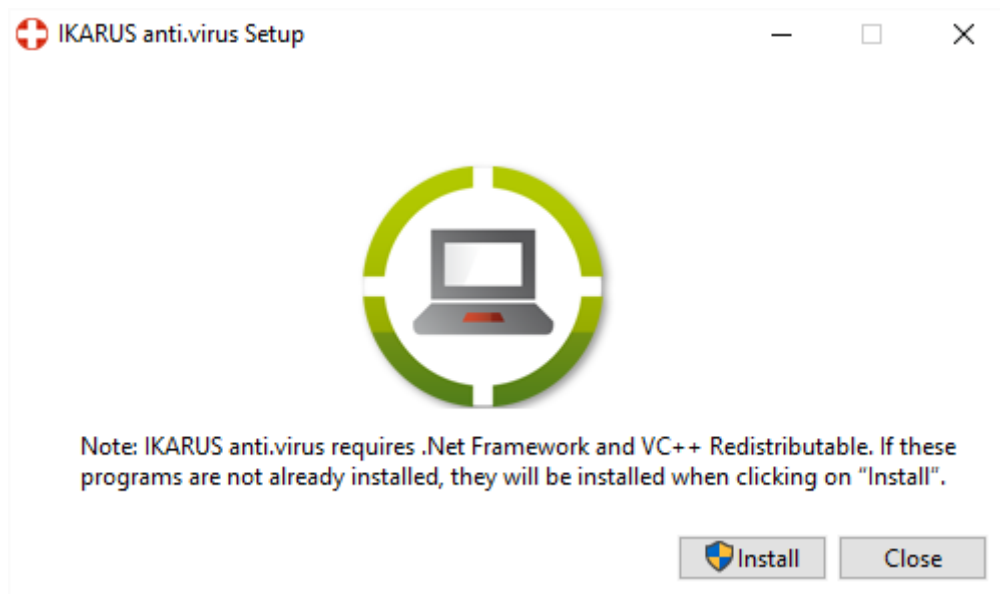 IKARUS anti.virus Setup
Note: IKARUS anti.virus requires .Net Framework and VC++ Redistributable. If these
programs are not already installed, they will be installed when clicking on “Install”.
Install
Close